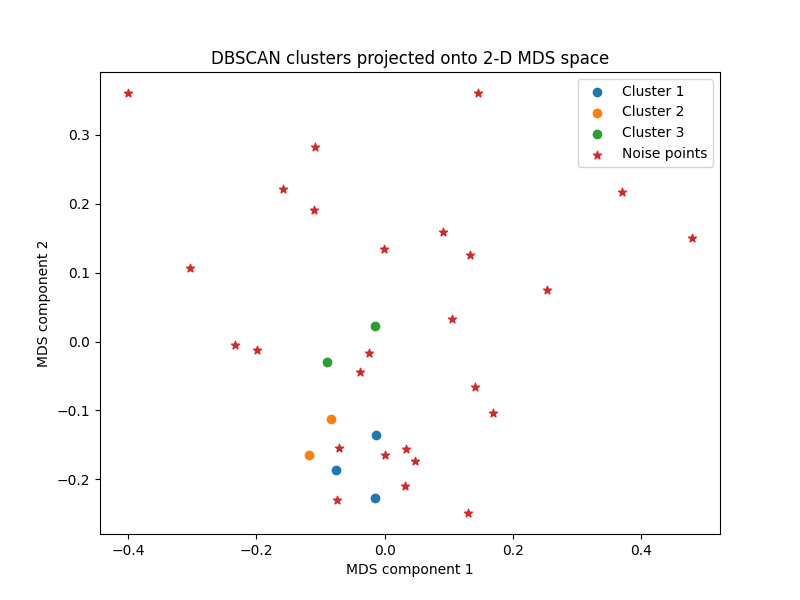 DBSCAN clusters projected onto 2-D MDS space
Cluster 1
Cluster 2
Cluster 3
Noise points
0.3
0.2
0.1
0.0
−0.1
−0.2
MDS component 2
−0.4
−0.2
0.0
0.2
0.4
MDS component 1